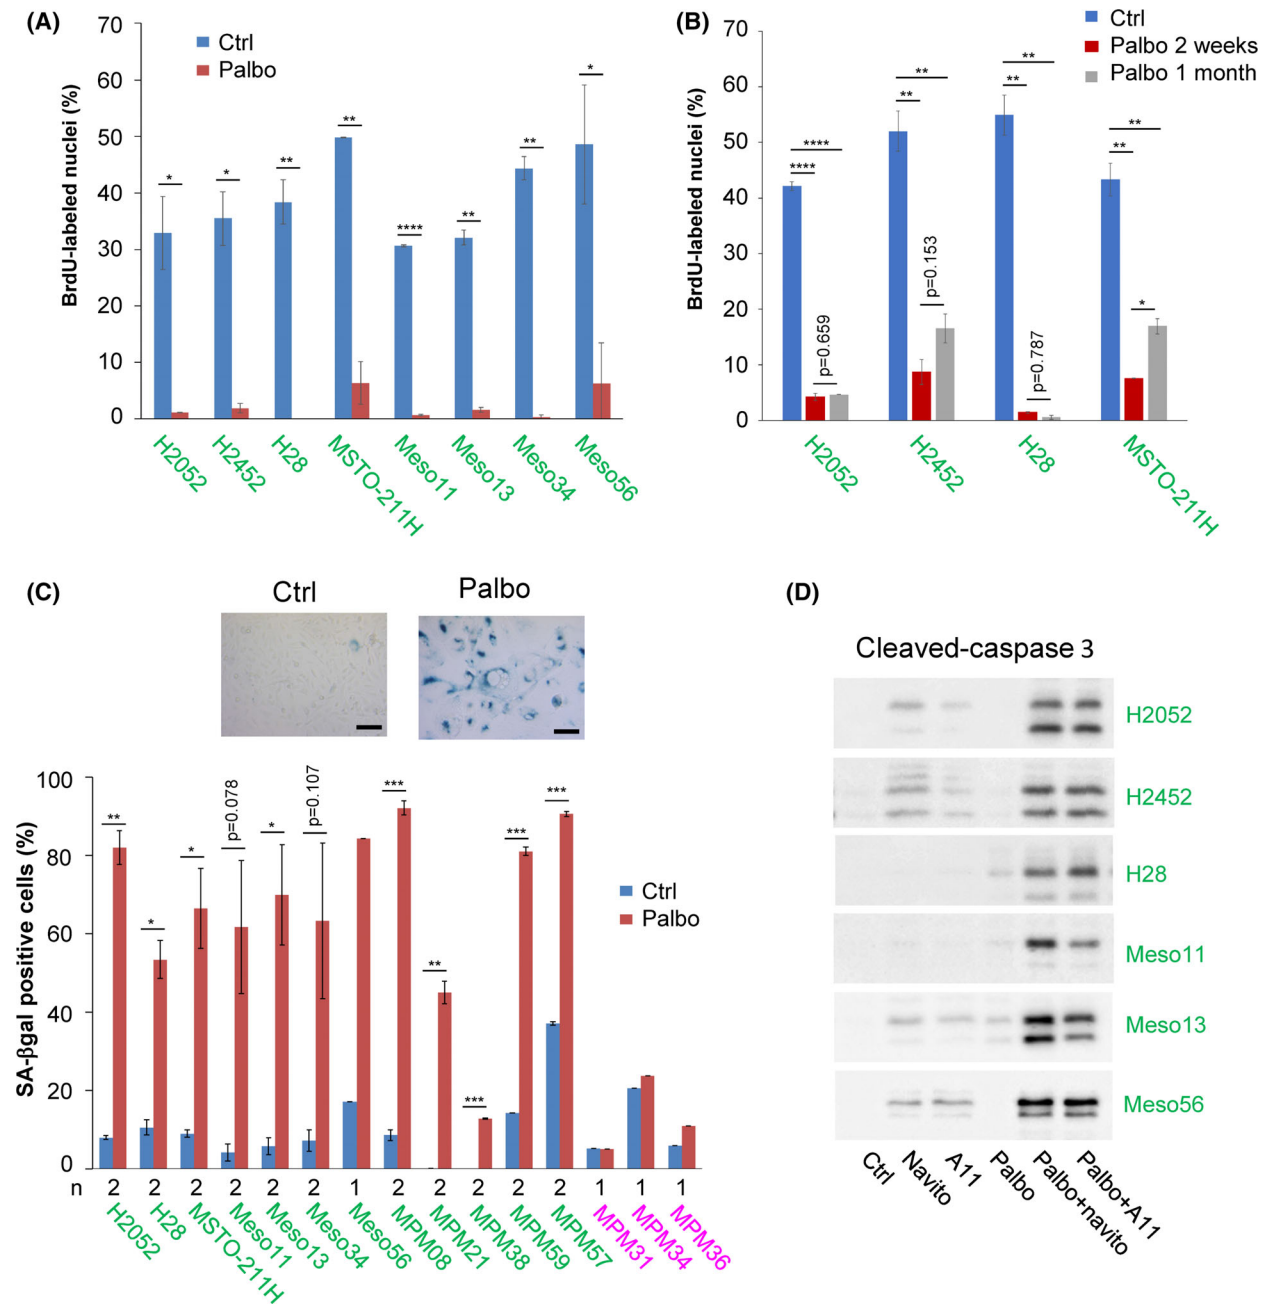 (A)
BrdU-labeled nuclei (%)
70
60
50
40
30
20
10
0
Ctrl
Palbo
*
*
**
**
****
**
**
*
H2052
H2452
H28
MSTO-211H
Meso11
Meso13
Meso34
Meso56
(B)
BrdU-labeled nuclei (%)
70
60
50
40
30
20
10
0
Ctrl
Palbo 2 weeks
Palbo 1 month
****
****
p=0.659
**
**
p=0.153
**
**
p=0.787
**
**
*
H2052
H2452
H28
MSTO-211H
(C)
Ctrl
Palbo
SA-βgal positive cells (%)
100
80
60
40
20
0
Ctrl
Palbo
**
*
*
p=0.078
*
p=0.107
***
**
***
***
***
n 2 2 2 2 2 2 1 2 2 2 2 2 1 1 1
H2052
H28
MSTO-211H
Meso11
Meso13
Meso34
Meso56
MPM08
MPM21
MPM38
MPM59
MPM57
MPM31
MPM34
MPM36
(D)
Cleaved-caspase 3
H2052
H2452
H28
Meso11
Meso13
Meso56
Ctrl
Navito
A11
Palbo
Palbo+navito
Palbo+A11